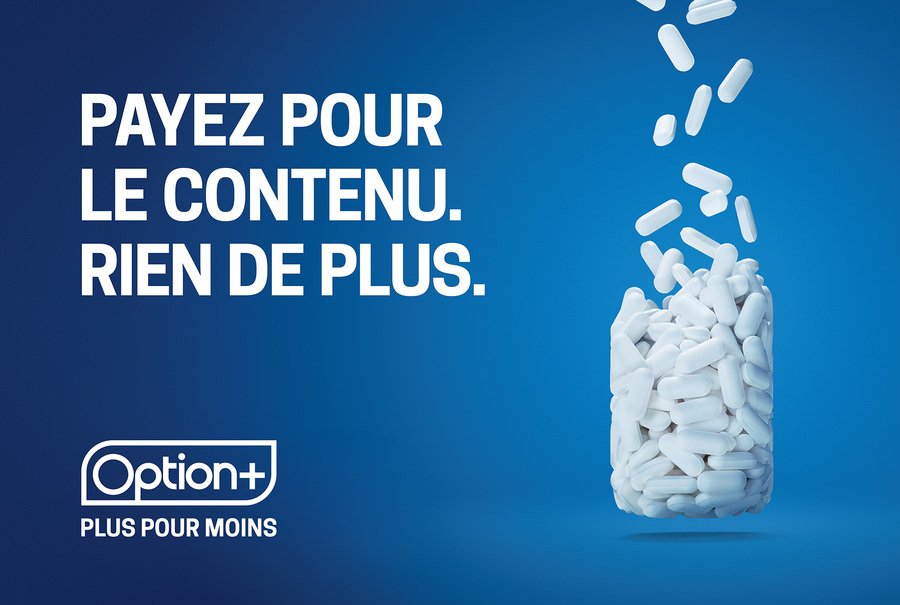 PAYEZ POUR
LE CONTENU.
RIEN DE PLUS.
Option+
PLUS POUR MOINS